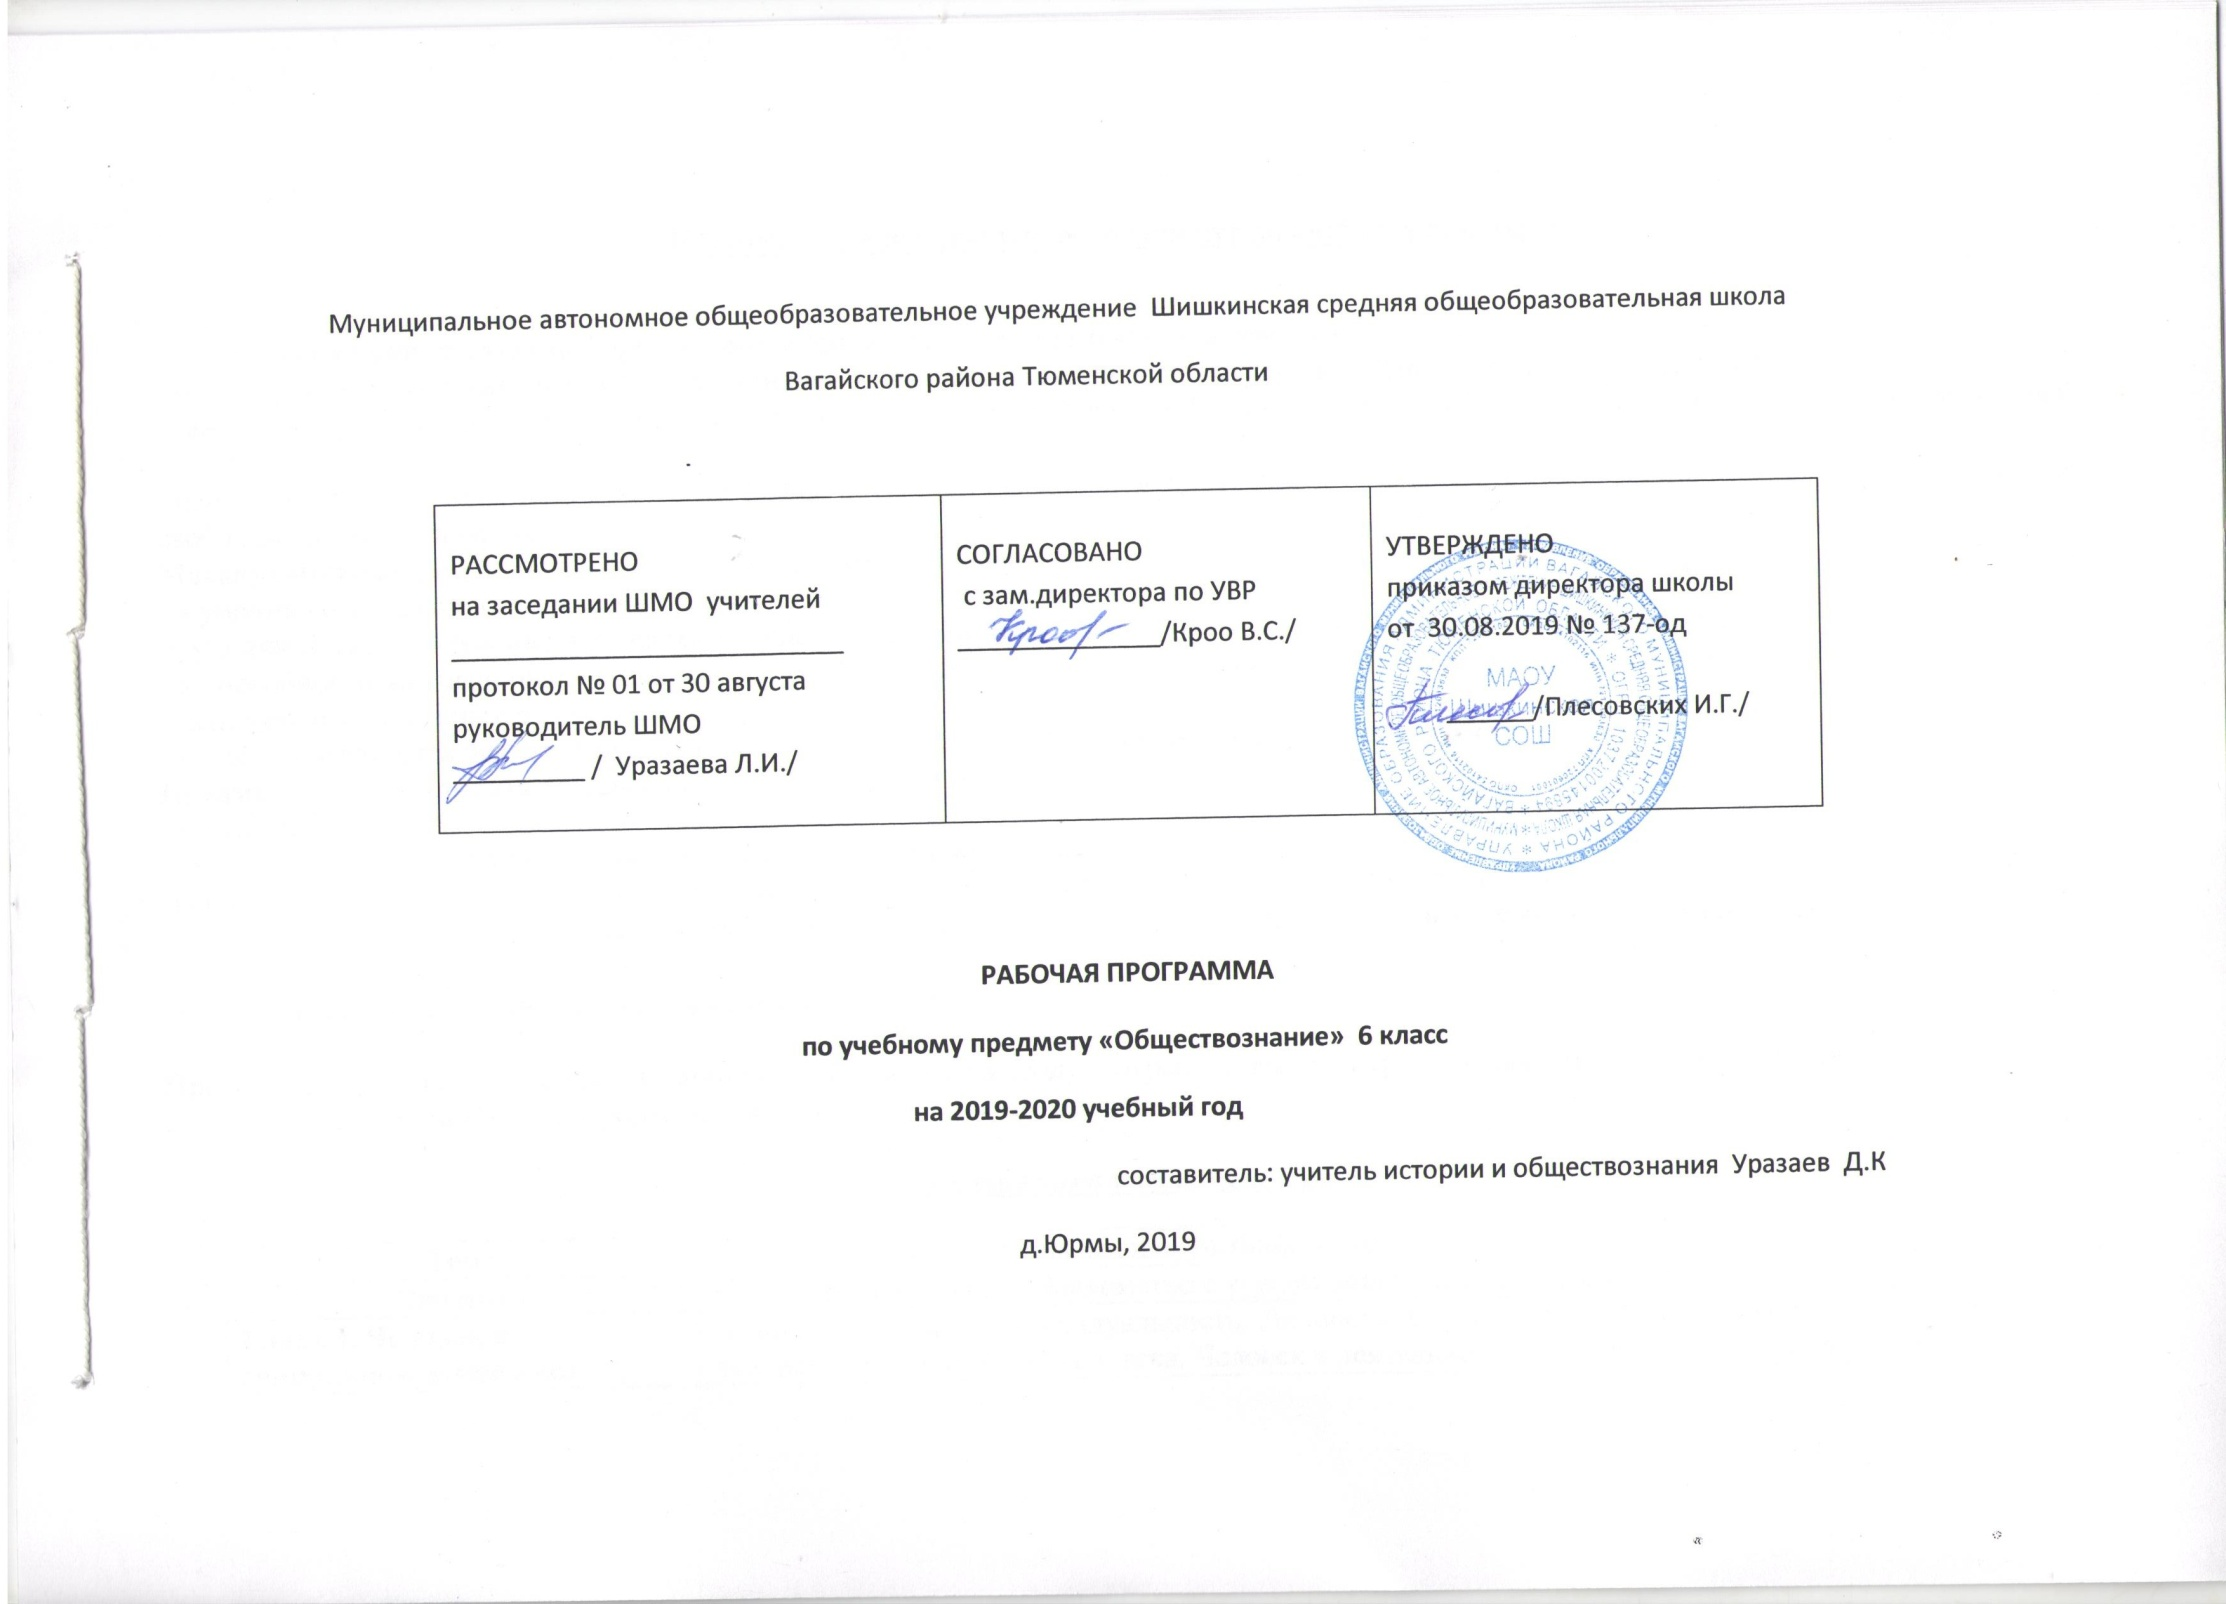 Муниципальное автономное общеобразовательное учреждение Шишкинская средняя общеобразовательная школа
Вагайского района Тюменской области
РАССМОТРЕНО
на заседании ШМО учителей
протокол № 01 от 30 августа
руководитель ШМО
/ Уразаева Л.И./
СОГЛАСОВАНО
с зам.директора по УВР
/Кроо В.С./
УТВЕРЖДЕНО
приказом директора школы
от 30.08.2019 № 137-од
/Плесовских И.Г./
МАОУ
Шишкинская
СОШ
РАБОЧАЯ ПРОГРАММА
по учебному предмету «Обществознание» 6 класс
на 2019-2020 учебный год
составитель: учитель истории и обществознания Уразаев Д.К
д.Юрмы, 2019